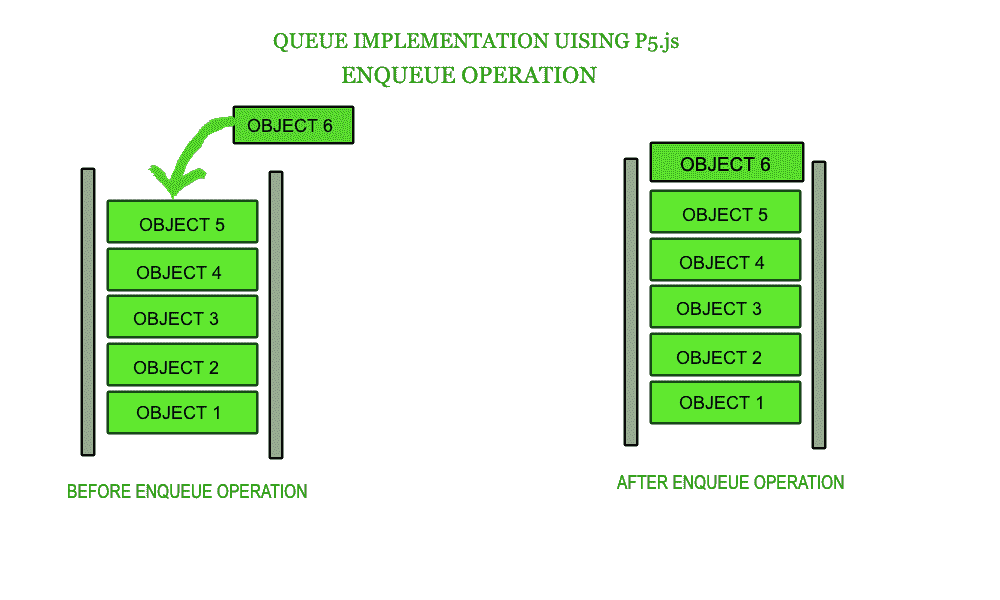 QUEUE IMPLEMENTATION UISING P5.js
ENQUEUE OPERATION
OBJECT 6
OBJECT 5
OBJECT 4
OBJECT 3
OBJECT 2
OBJECT 1
BEFORE ENQUEUE OPERATION
OBJECT 6
OBJECT 5
OBJECT 4
OBJECT 3
OBJECT 2
OBJECT 1
AFTER ENQUEUE OPERATION